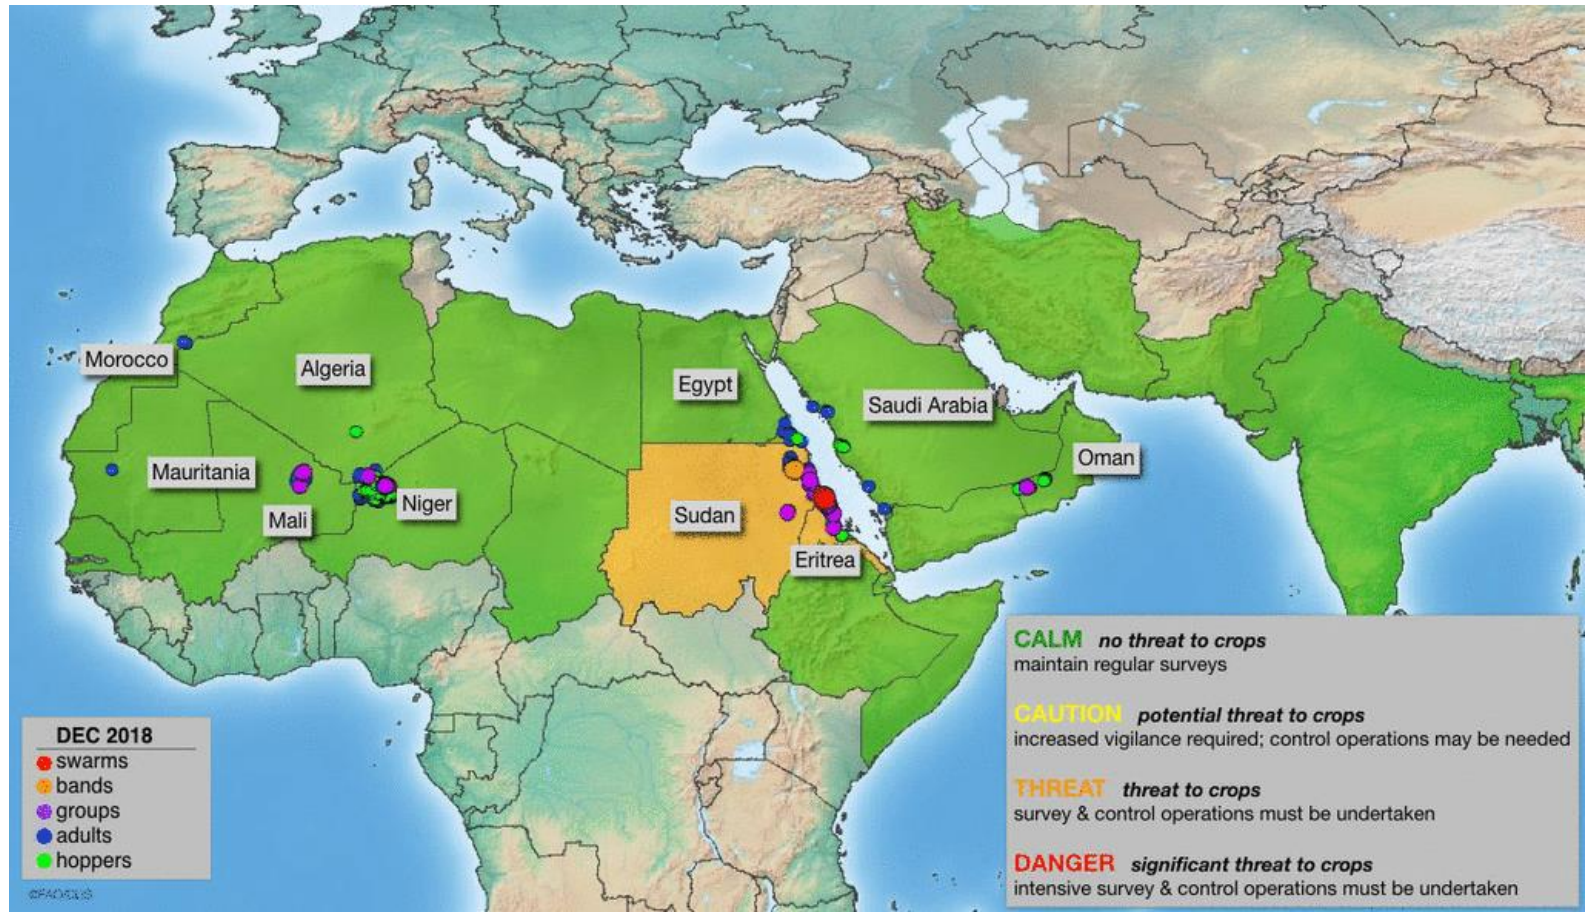 Morocco
Algeria
Egypt
Saudi Arabia
Mauritania
Oman
Niger
Mali
Sudan
Eritrea
CALM no threat to crops
maintain regular surveys
CAUTION potential threat to crops
increased vigilance required; control operations may be needed
THREAT threat to crops
survey & control operations must be undertaken
DANGER significant threat to crops
intensive survey & control operations must be undertaken
DEC 2018
swarms
bands
groups
adults
hoppers